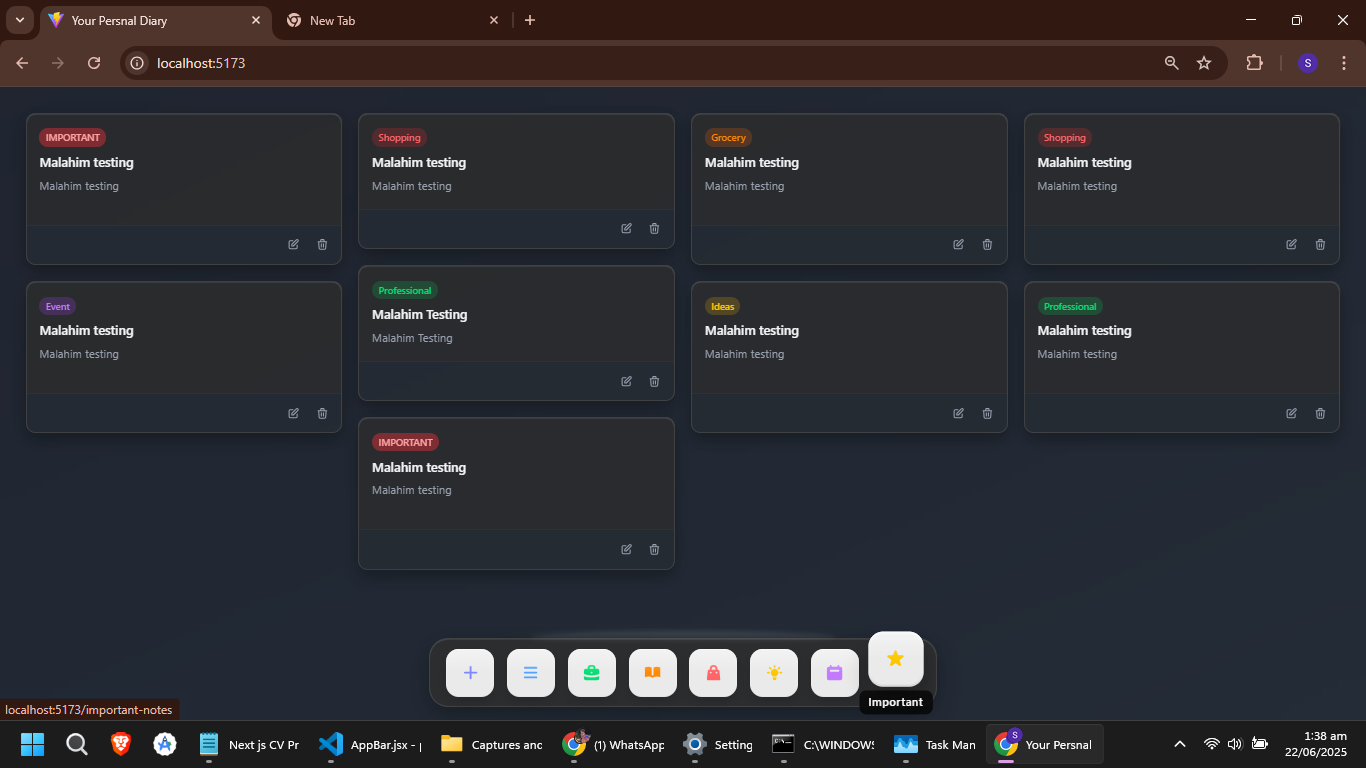 Your Persnal Diary
New Tab
localhost:5173
S
IMPORTANT
Malahim testing
Malahim testing
Shopping
Malahim testing
Malahim testing
Grocery
Malahim testing
Malahim testing
Shopping
Malahim testing
Malahim testing
Event
Malahim testing
Malahim testing
Professional
Malahim Testing
Malahim Testing
Ideas
Malahim testing
Malahim testing
Professional
Malahim testing
Malahim testing
IMPORTANT
Malahim testing
Malahim testing
Important
localhost:5173/important-notes
Next js CV Pr
AppBar.jsx - p
Captures and
(1) WhatsApp
Setting
C:\WINDOWS
Task Man
S
Your Persnal
1:38 am
22/06/2025